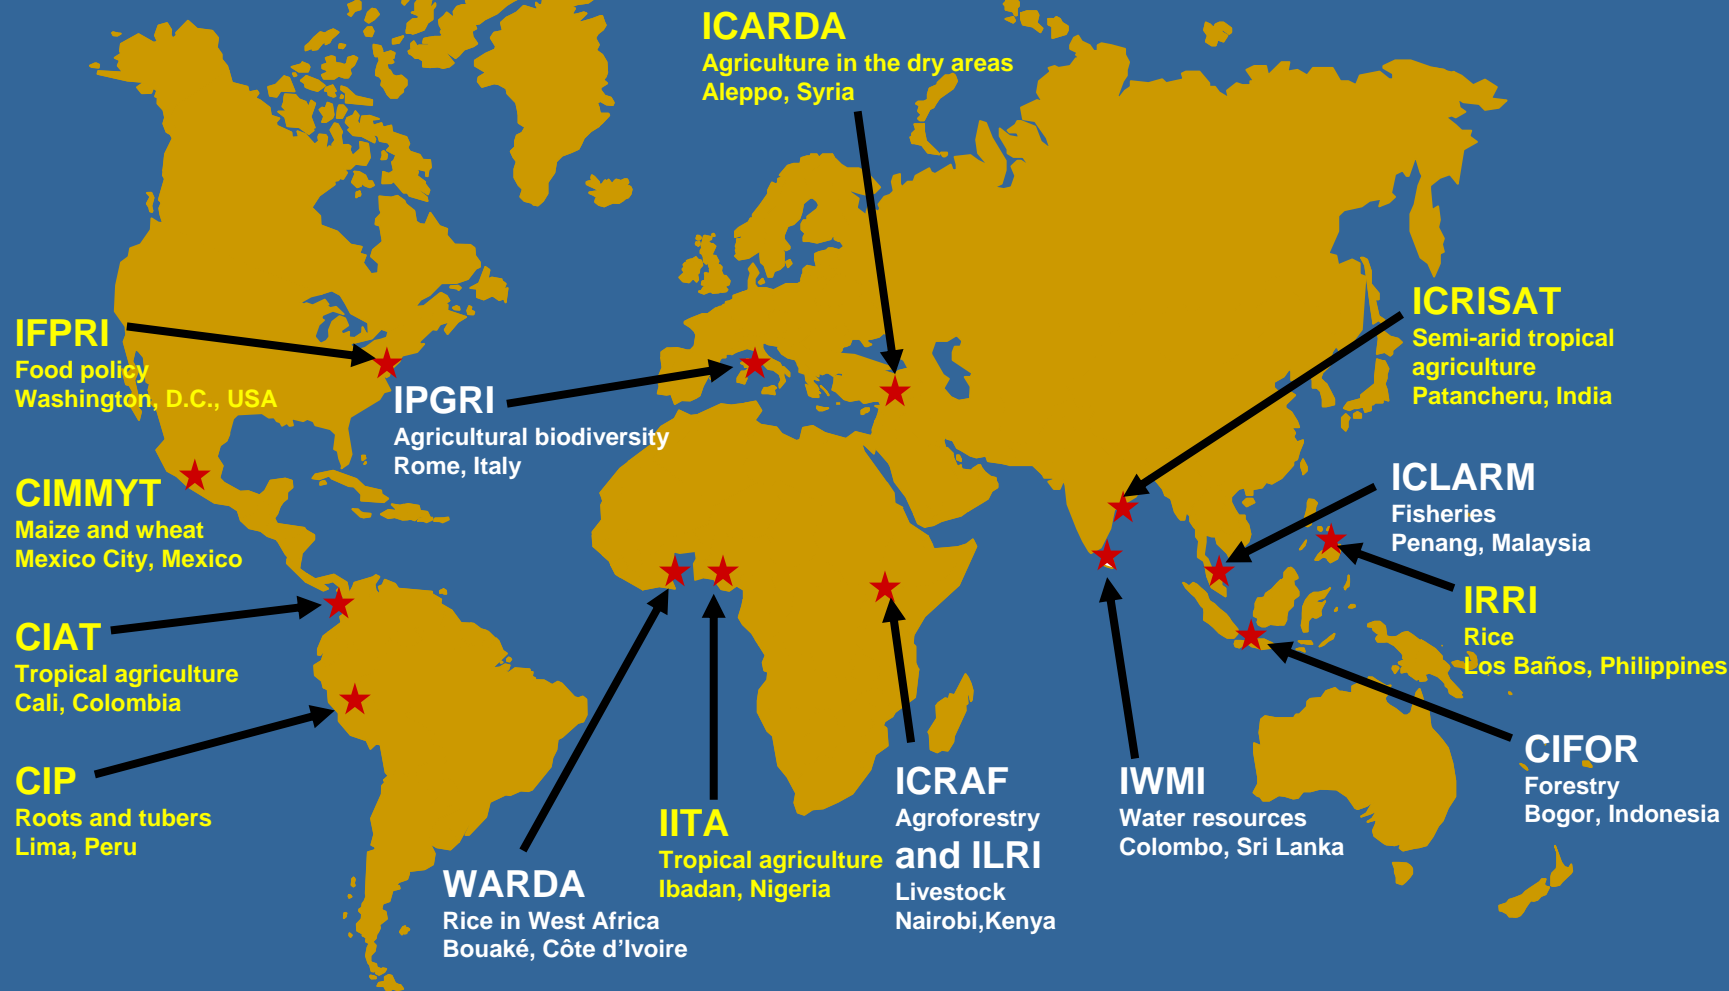 ICARDA
Agriculture in the dry areas
Aleppo, Syria
IFPRI
Food policy
Washington, D.C., USA
IPGRI
Agricultural biodiversity
Rome, Italy
ICRISAT
Semi-arid tropical
agriculture
Patancheru, India
CIMMYT
Maize and wheat
Mexico City, Mexico
ICLARM
Fisheries
Penang, Malaysia
IRRI
Rice
Los Baños, Philippines
CIAT
Tropical agriculture
Cali, Colombia
CIP
Roots and tubers
Lima, Peru
WARDA
Rice in West Africa
Bouaké, Côte d’Ivoire
IITA
Tropical agriculture
Ibadan, Nigeria
ICRAF
Agroforestry
and ILRI
Livestock
Nairobi,Kenya
IWMI
Water resources
Colombo, Sri Lanka
CIFOR
Forestry
Bogor, Indonesia